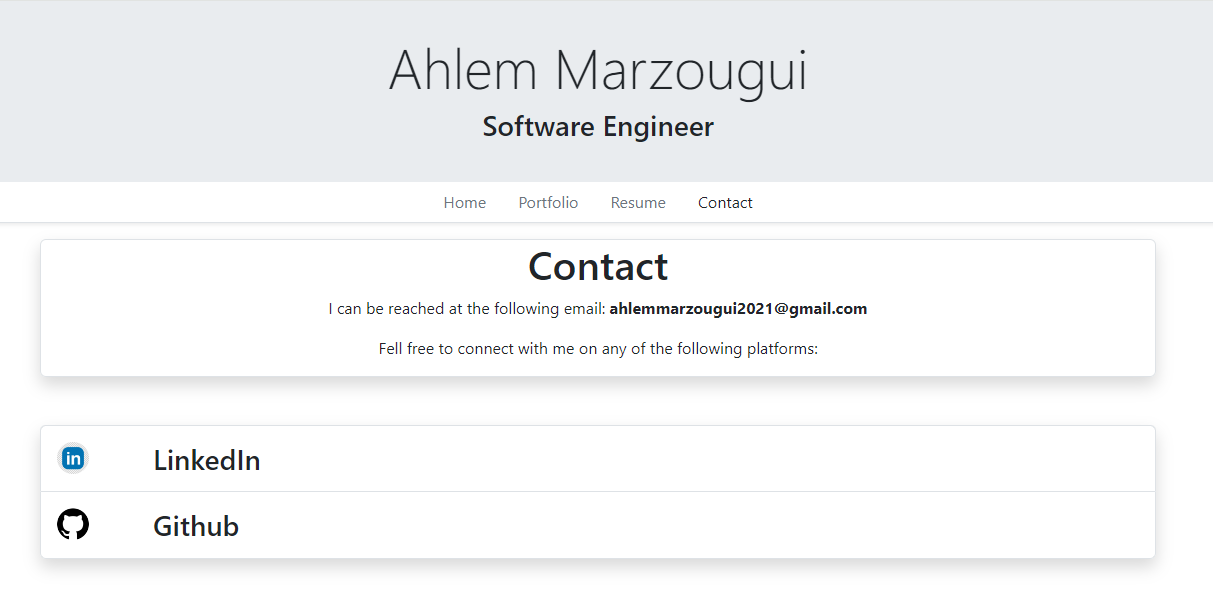 Ahlem Marzougui
Software Engineer
Home Portfolio Resume Contact
Contact
I can be reached at the following email: ahlemmarzougui2021@gmail.com
Fell free to connect with me on any of the following platforms:
in LinkedIn
Github